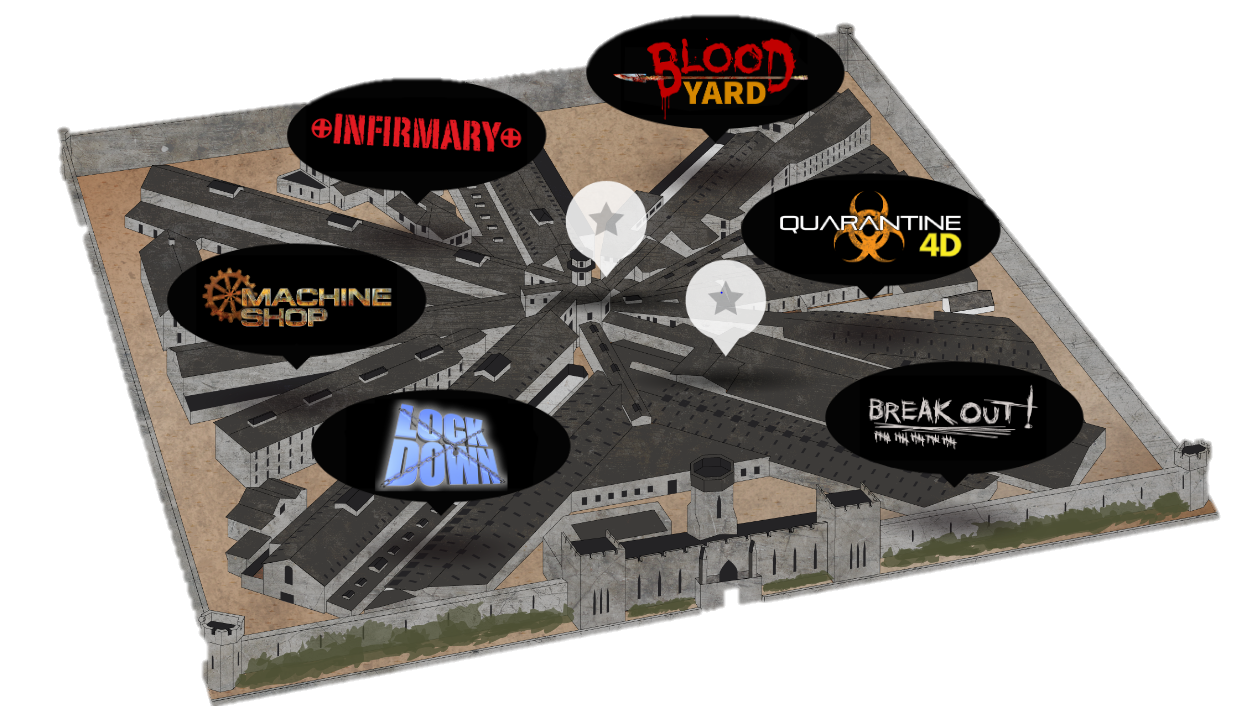 BLOOD
YARD
INFIRMARY
QUARANTINE
4D
MACHINE
SHOP
BREAK OUT!
LOCK
DOWN